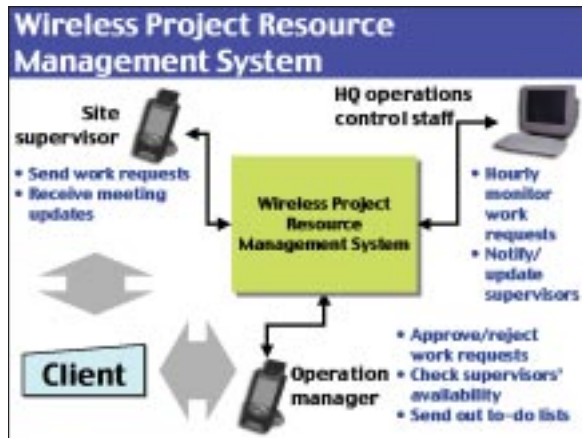 Wireless Project Resource
Management System
Site
supervisor
• Send work requests
• Receive meeting
updates
HQ operations
control staff
• Hourly
monitor
work
requests
• Notify/
update
supervisors
Wireless Project
Resource
Management System
Client
Operation
manager
• Approve/reject
work requests
• Check supervisors'
availability
• Send out to-do lists